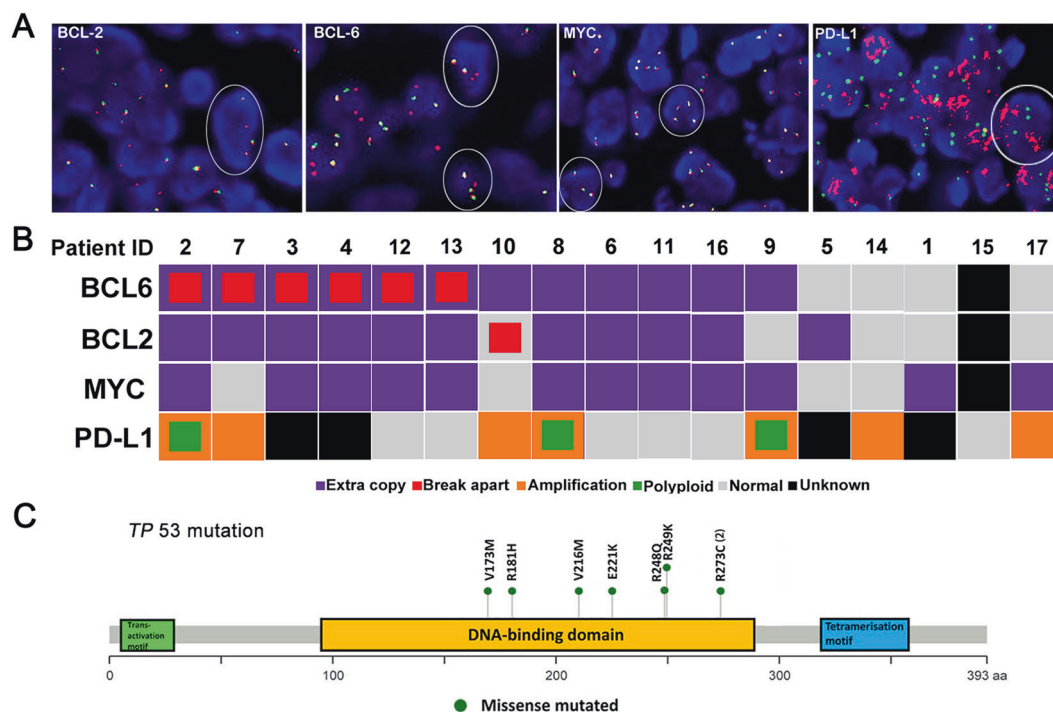 A
BCL-2 BCL-6 MYC PD-L1
B
Patient ID 2 7 3 4 12 13 10 8 6 11 16 9 5 14 1 15 17
BCL6
BCL2
MYC
PD-L1
Extra copy Break apart Amplification Polyploid Normal Unknown
C
TP 53 mutation
V173M R181H V216M E221K R248Q R249K R273C (2)
Trans-
activation
motif
DNA-binding domain
Tetramerisation
motif
0 100 200 300 393 aa
Missense mutated